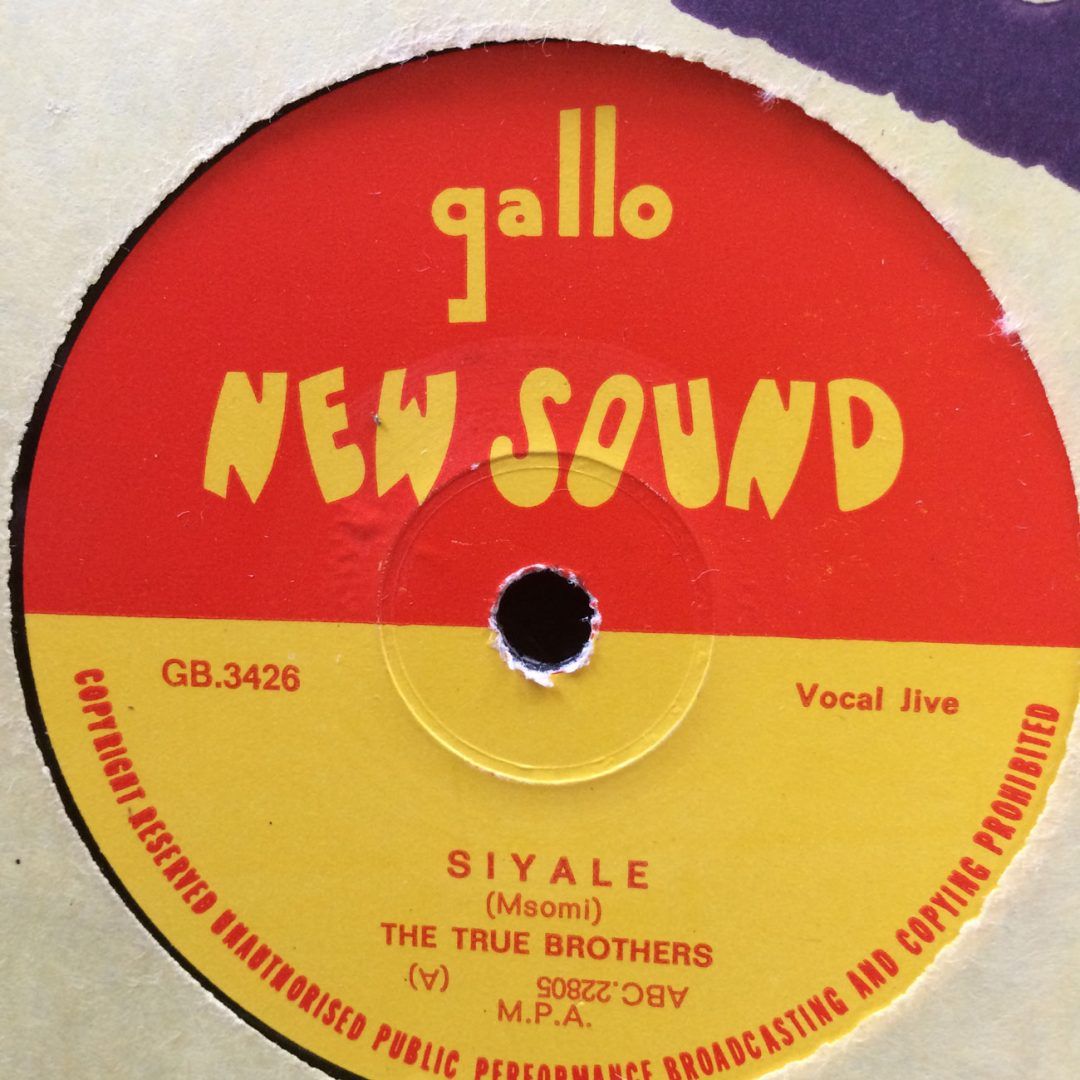 gallo
NEW SOUND
GB.3426
Vocal Jive
SIYALE
(Msomi)
THE TRUE BROTHERS
ABC.22805 (A)
M.P.A.
COPYRIGHT RESERVED UNAUTHORISED PUBLIC PERFORMANCE BROADCASTING AND COPYING PROHIBITED